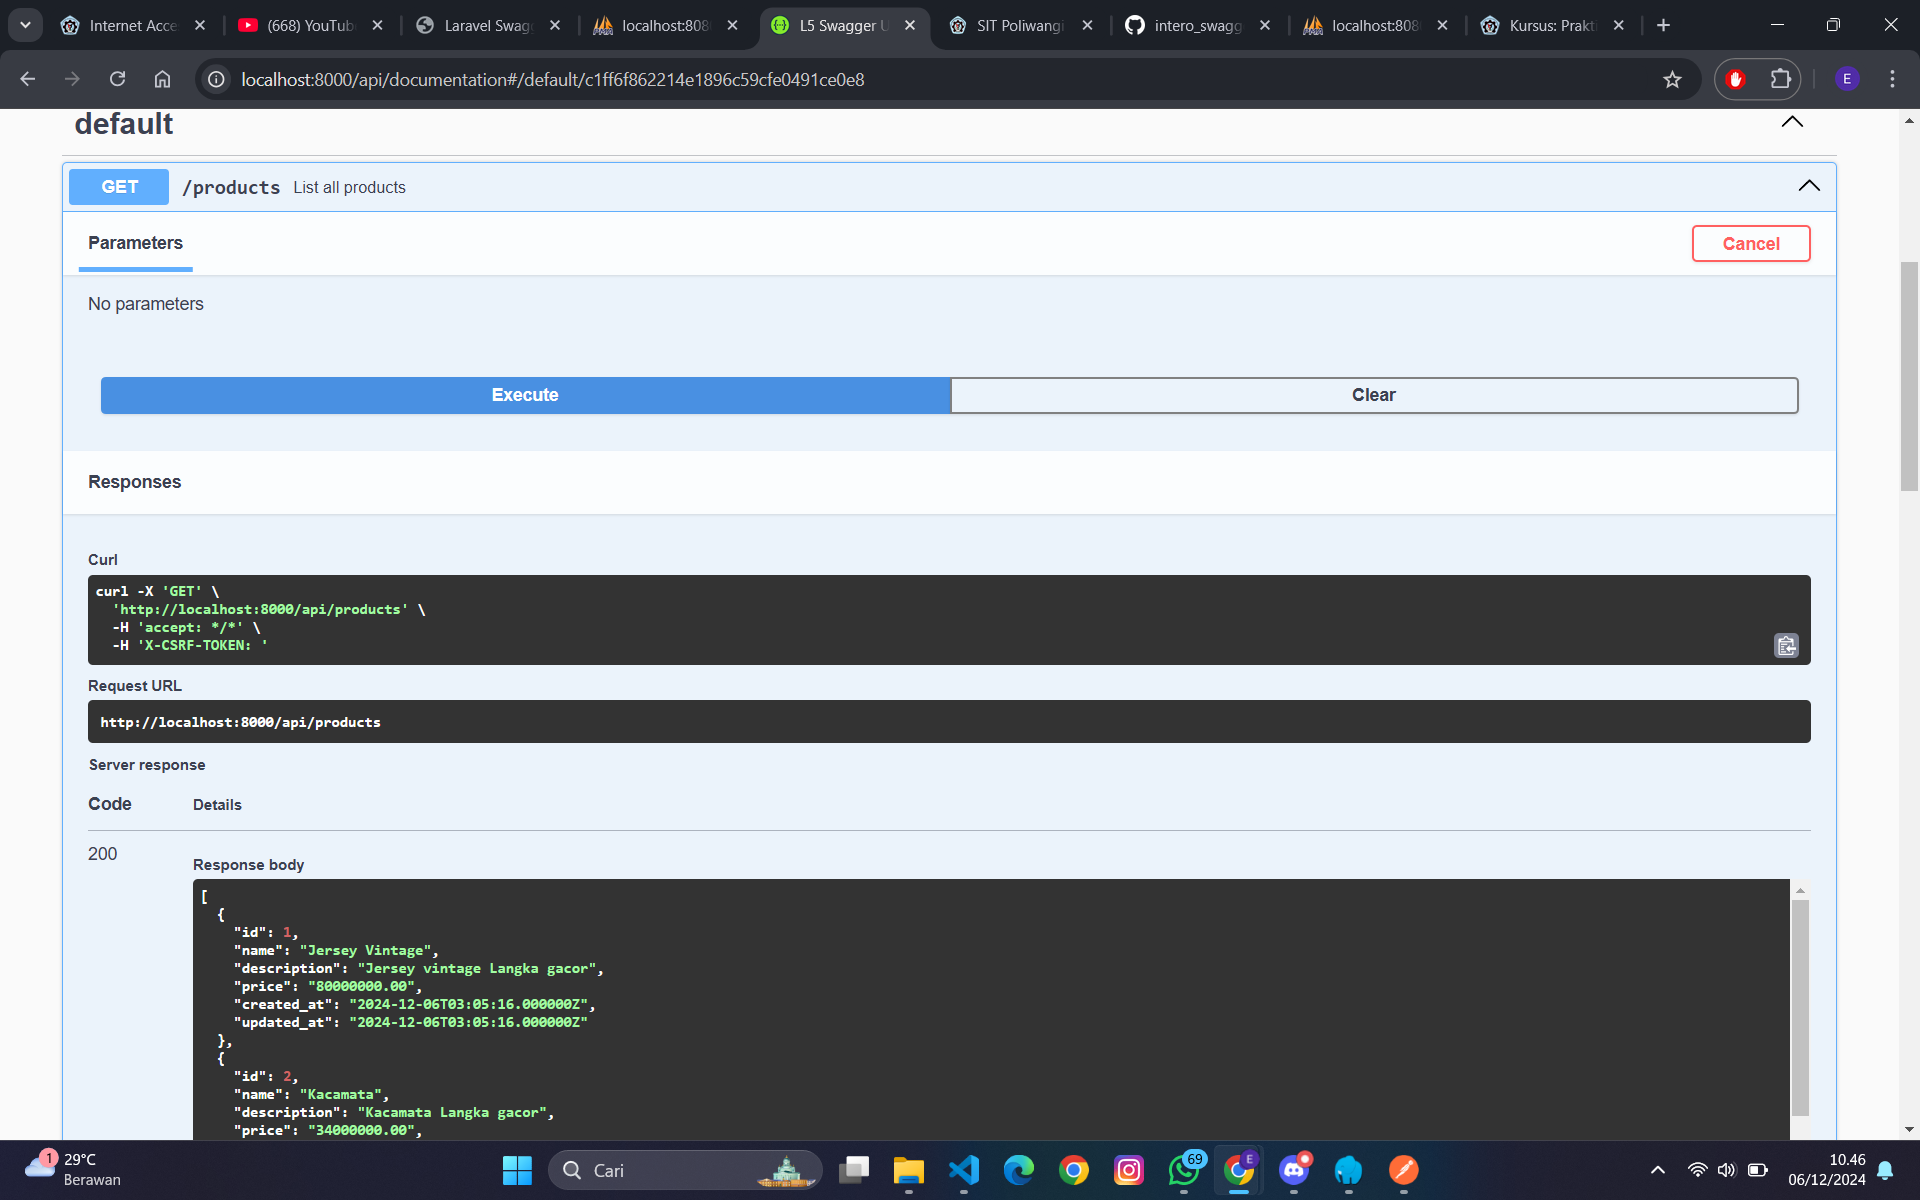 Internet Acce
(668) YouTub
Laravel Swag
localhost:808
L5 Swagger U
SIT Poliwangi
intero_swagg
localhost:808
Kursus: Prakti
localhost:8000/api/documentation#/default/c1ff6f862214e1896c59cfe0491ce0e8
E
default
GET /products List all products
Parameters
Cancel
No parameters
Execute
Clear
Responses
Curl
curl -X 'GET' \
'http://localhost:8000/api/products' \
-H 'accept: */*' \
-H 'X-CSRF-TOKEN: '
Request URL
http://localhost:8000/api/products
Server response
Code Details
200
Response body
[
{
"id": 1,
"name": "Jersey Vintage",
"description": "Jersey vintage Langka gacor",
"price": "80000000.00",
"created_at": "2024-12-06T03:05:16.000000Z",
"updated_at": "2024-12-06T03:05:16.000000Z"
},
{
"id": 2,
"name": "Kacamata",
"description": "Kacamata Langka gacor",
"price": "34000000.00",
1
29°C
Berawan
Cari
69
E
10.46
06/12/2024